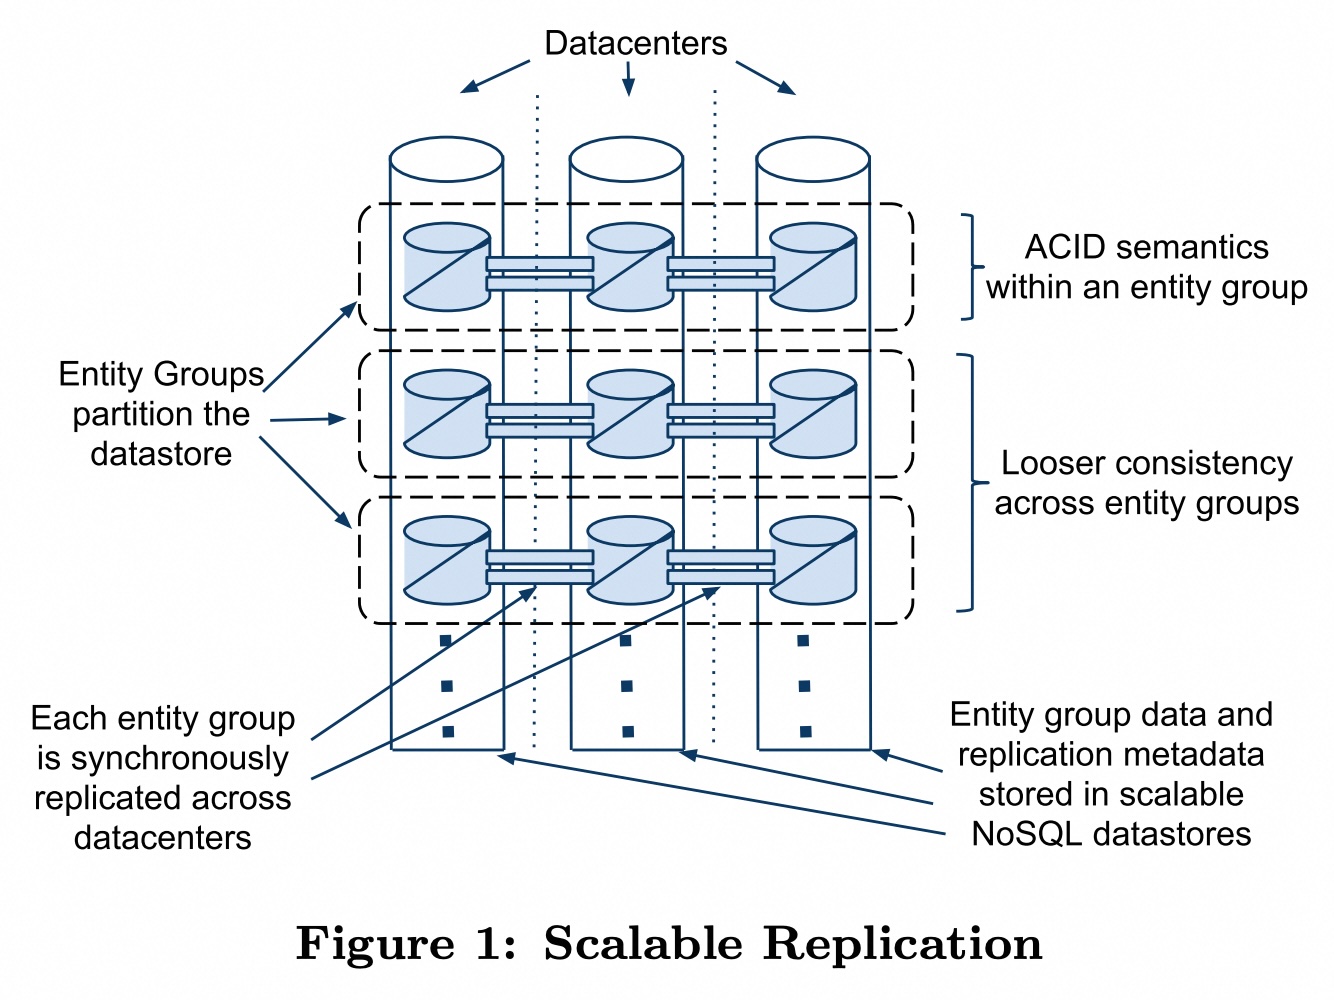 Datacenters
ACID semantics
within an entity group
Entity Groups
partition the
datastore
Looser consistency
across entity groups
Each entity group
is synchronously
replicated across
datacenters
Entity group data and
replication metadata
stored in scalable
NoSQL datastores
Figure 1: Scalable Replication